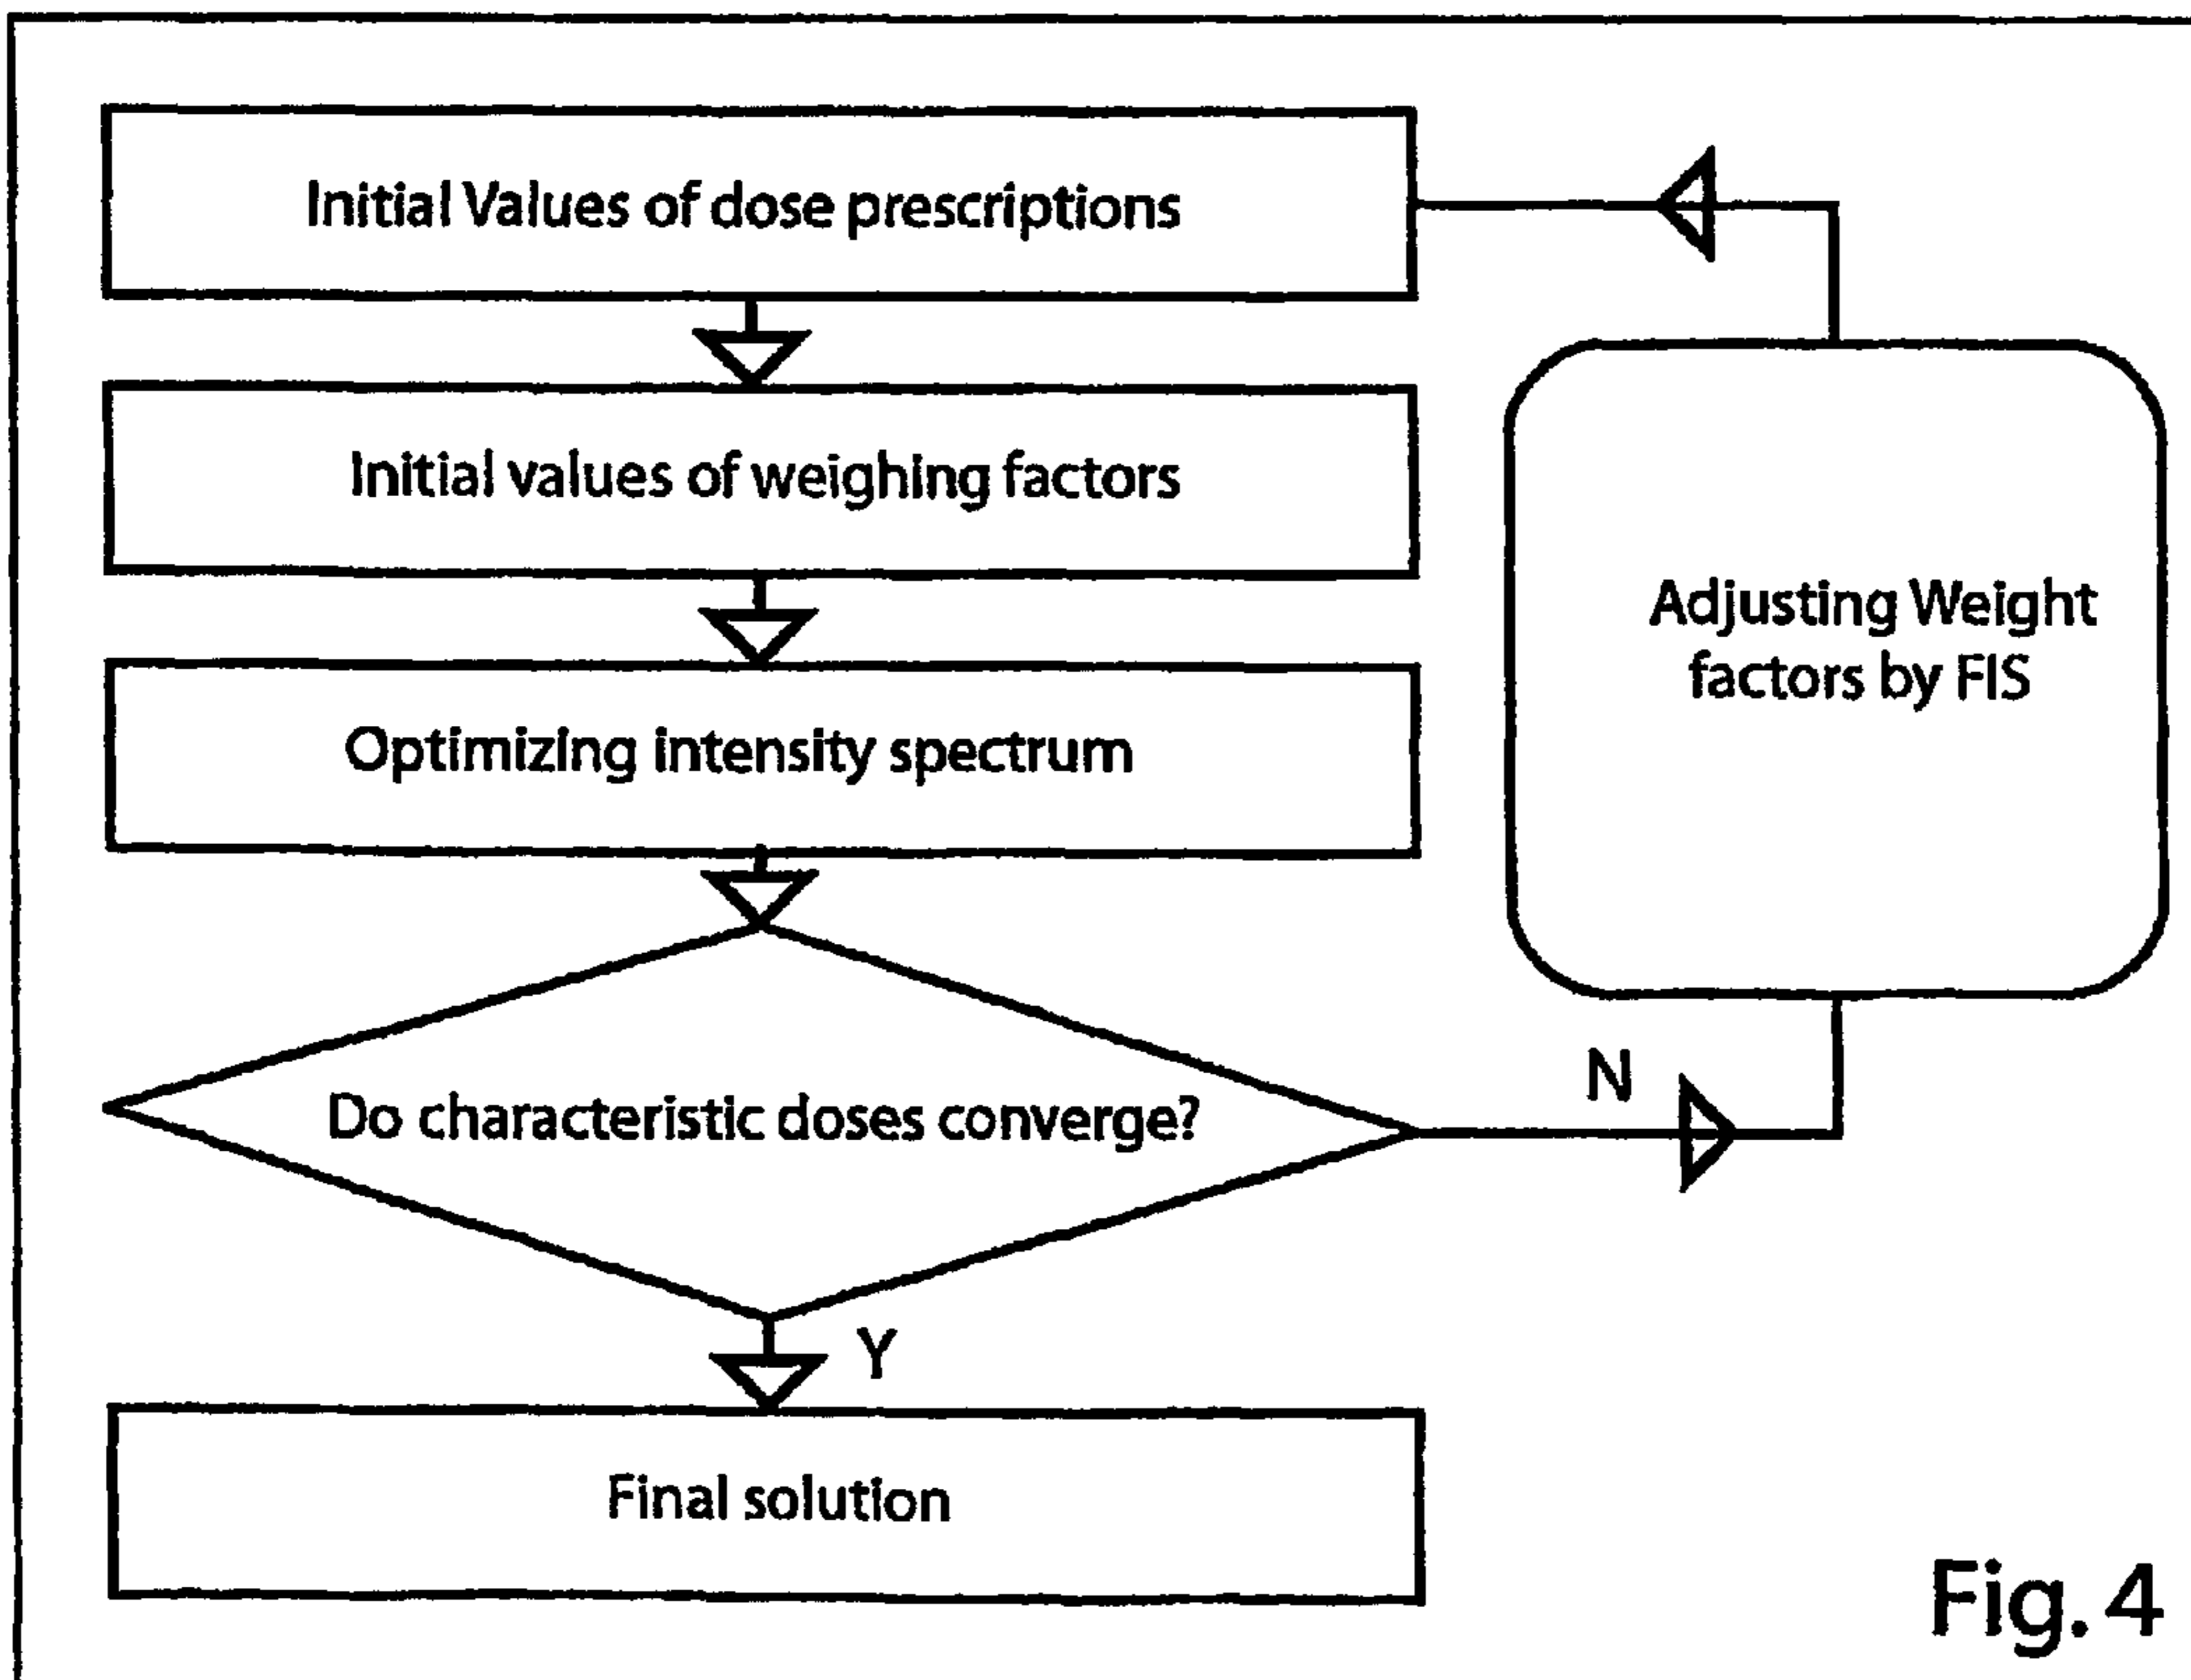 Initial Values of dose prescriptions
Initial values of weighing factors
Optimizing intensity spectrum
Do characteristic doses converge?
N
Adjusting Weight
factors by FIS
Y
Final solution
Fig. 4